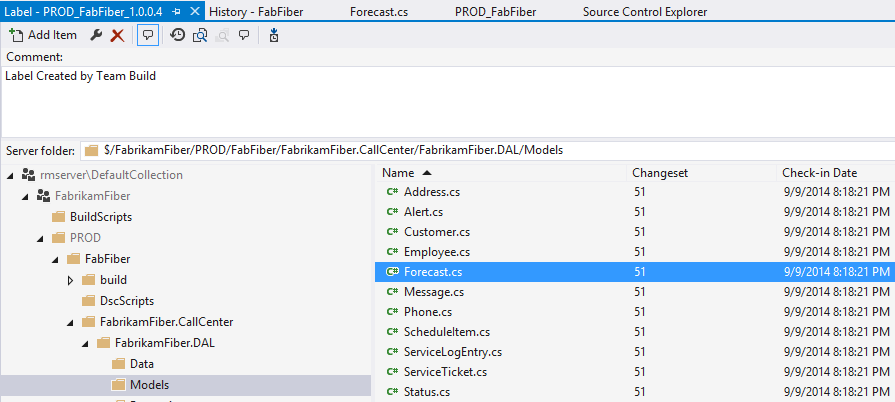 Label - PROD_FabFiber_1.0.0.4 History - FabFiber Forecast.cs PROD_FabFiber Source Control Explorer
Add Item
Comment:
Label Created by Team Build
Server folder: $/FabrikamFiber/PROD/FabFiber/FabrikamFiber.CallCenter/FabrikamFiber.DAL/Models
rmserver\DefaultCollection
FabrikamFiber
BuildScripts
PROD
FabFiber
build
DscScripts
FabrikamFiber.CallCenter
FabrikamFiber.DAL
Data
Models
Name Changeset Check-in Date
C# Address.cs 51 9/9/2014 8:18:21 PM
C# Alert.cs 51 9/9/2014 8:18:21 PM
C# Customer.cs 51 9/9/2014 8:18:21 PM
C# Employee.cs 51 9/9/2014 8:18:21 PM
C# Forecast.cs 51 9/9/2014 8:18:21 PM
C# Message.cs 51 9/9/2014 8:18:21 PM
C# Phone.cs 51 9/9/2014 8:18:21 PM
C# ScheduleItem.cs 51 9/9/2014 8:18:21 PM
C# ServiceLogEntry.cs 51 9/9/2014 8:18:21 PM
C# ServiceTicket.cs 51 9/9/2014 8:18:21 PM
C# Status.cs 51 9/9/2014 8:18:21 PM